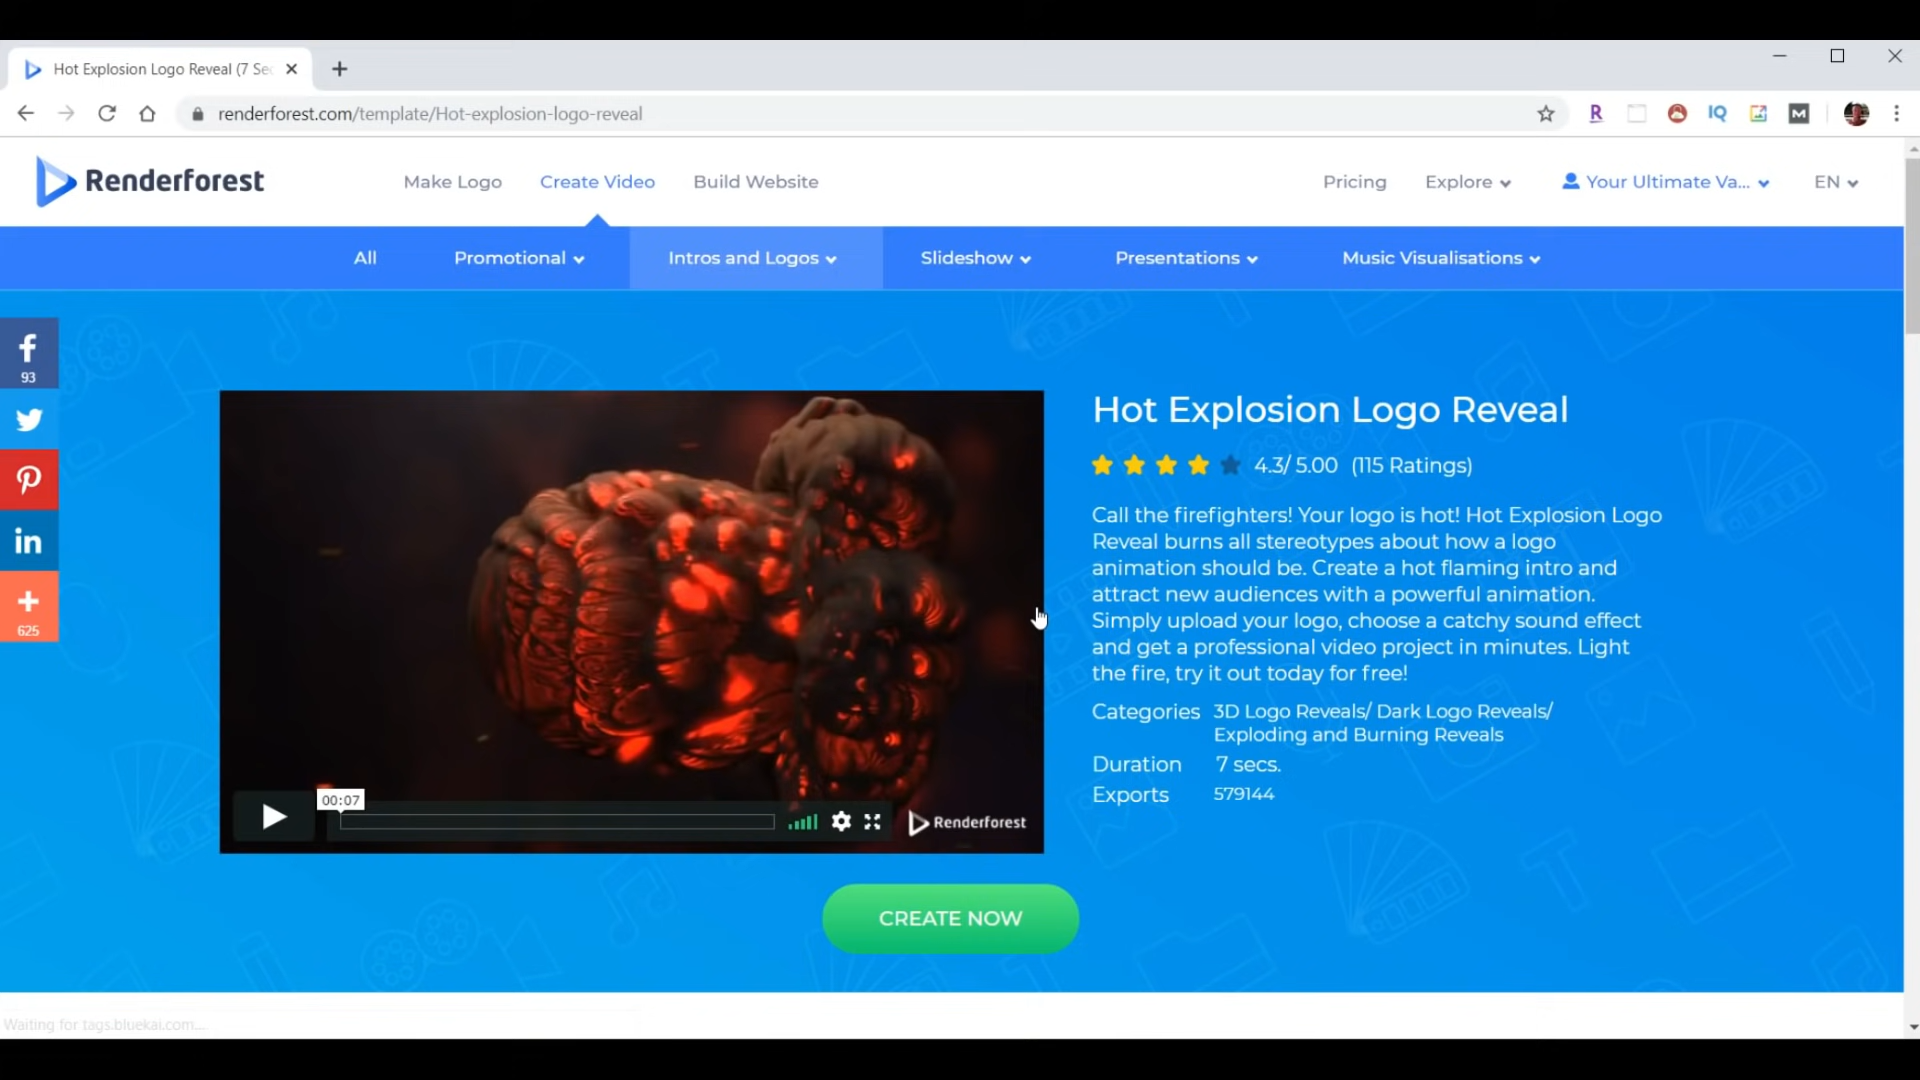 Hot Explosion Logo Reveal (7 Sec
renderforest.com/template/Hot-explosion-logo-reveal
R
IQ
M
Renderforest
Make Logo
Create Video
Build Website
Pricing
Explore
Your Ultimate Va...
EN
All
Promotional
Intros and Logos
Slideshow
Presentations
Music Visualisations
f
93
in
+
625
Hot Explosion Logo Reveal
4.3/ 5.00 (115 Ratings)
Call the firefighters! Your logo is hot! Hot Explosion Logo
Reveal burns all stereotypes about how a logo
animation should be. Create a hot flaming intro and
attract new audiences with a powerful animation.
Simply upload your logo, choose a catchy sound effect
and get a professional video project in minutes. Light
the fire, try it out today for free!
Categories 3D Logo Reveals/ Dark Logo Reveals/
Exploding and Burning Reveals
Duration 7 secs.
Exports 579144
00:07
Renderforest
CREATE NOW
Waiting for tags.bluekai.com...